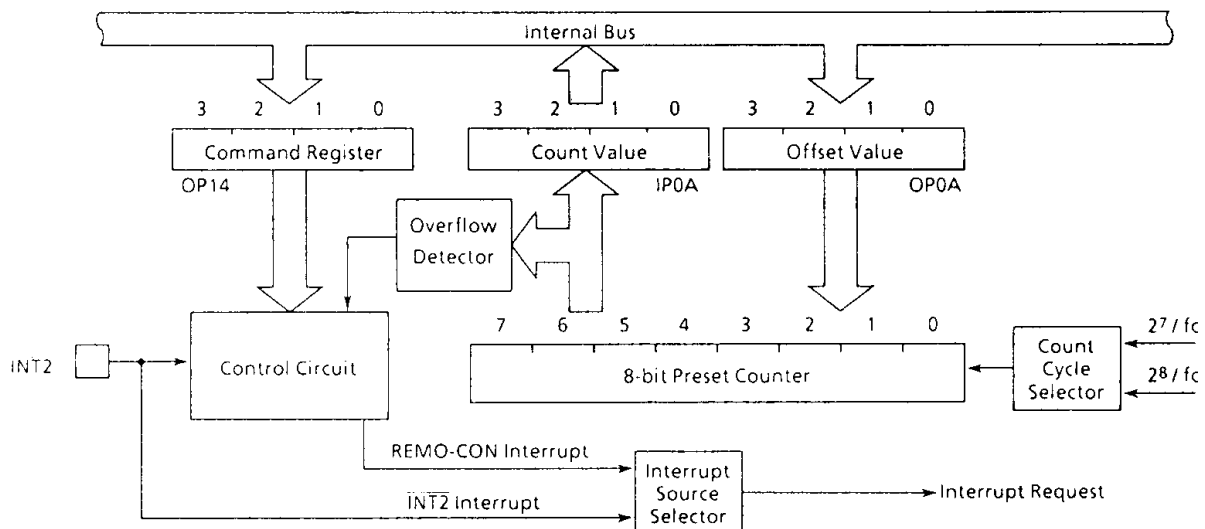 Internal Bus
3 2 1 0
3 2 1 0
3 2 1 0
Command Register
Count Value
Offset Value
OP14
IP0A
OP0A
Overflow
Detector
7 6 5 4 3 2 1 0
INT2
Control Circuit
8-bit Preset Counter
Count
Cycle
Selector
2⁷/fc
2⁸/fc
REMO-CON Interrupt
I̅N̅T̅2̅ Interrupt
Interrupt
Source
Selector
Interrupt Request